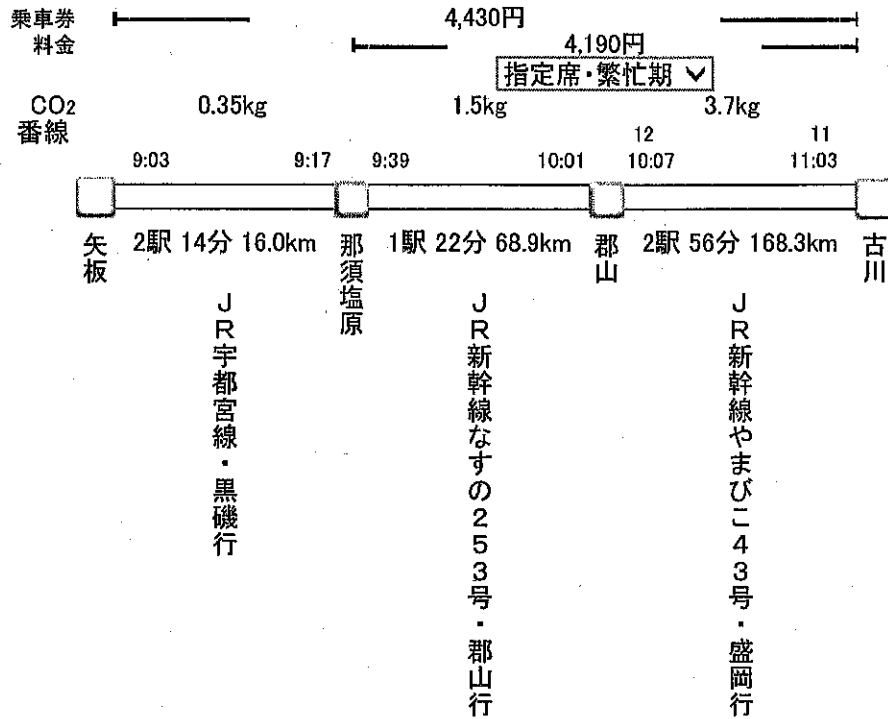 乗車券 4,430円
料金 4,190円
指定席・繁忙期
CO2 0.35kg 1.5kg 3.7kg
番線 12 11
9:03 9:17 9:39 10:01 10:07 11:03
矢板 2駅 14分 16.0km 那須塩原 1駅 22分 68.9km 郡山 2駅 56分 168.3km 古川
JR宇都宮線・黒磯行
JR新幹線なすの253号・郡山行
JR新幹線やまびこ43号・盛岡行